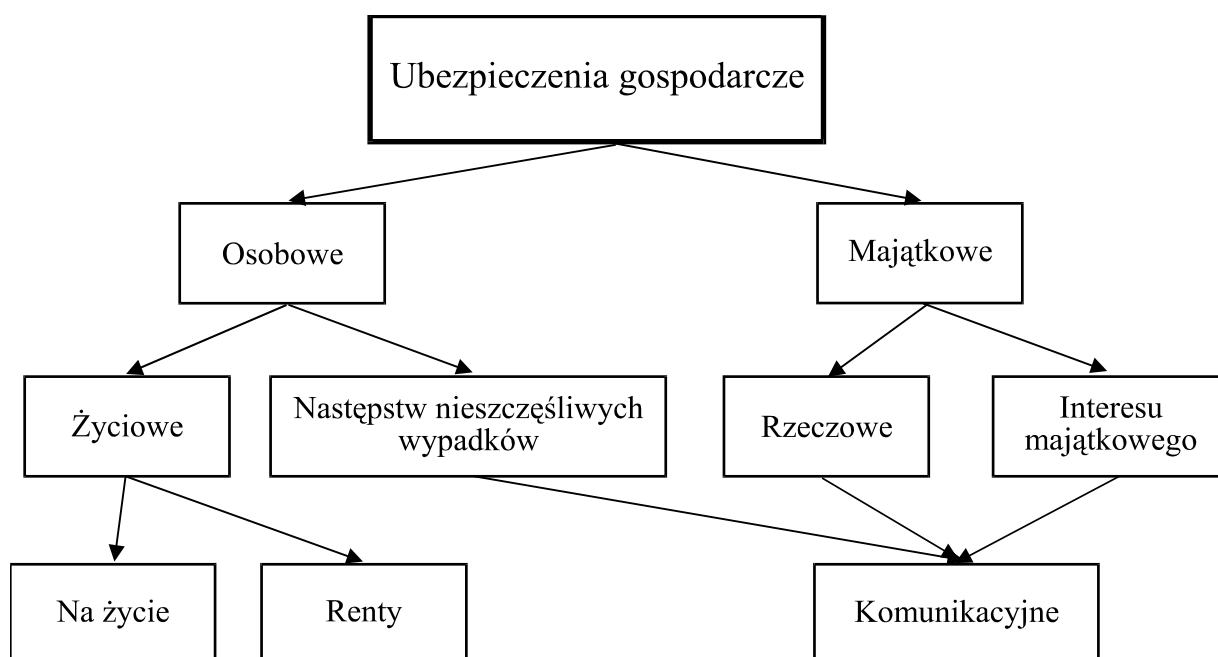 Ubezpieczenia gospodarcze
Osobowe
Majątkowe
Życiowe
Następstw nieszczęśliwych
wypadków
Rzeczowe
Interesu
majątkowego
Na życie
Renty
Komunikacyjne